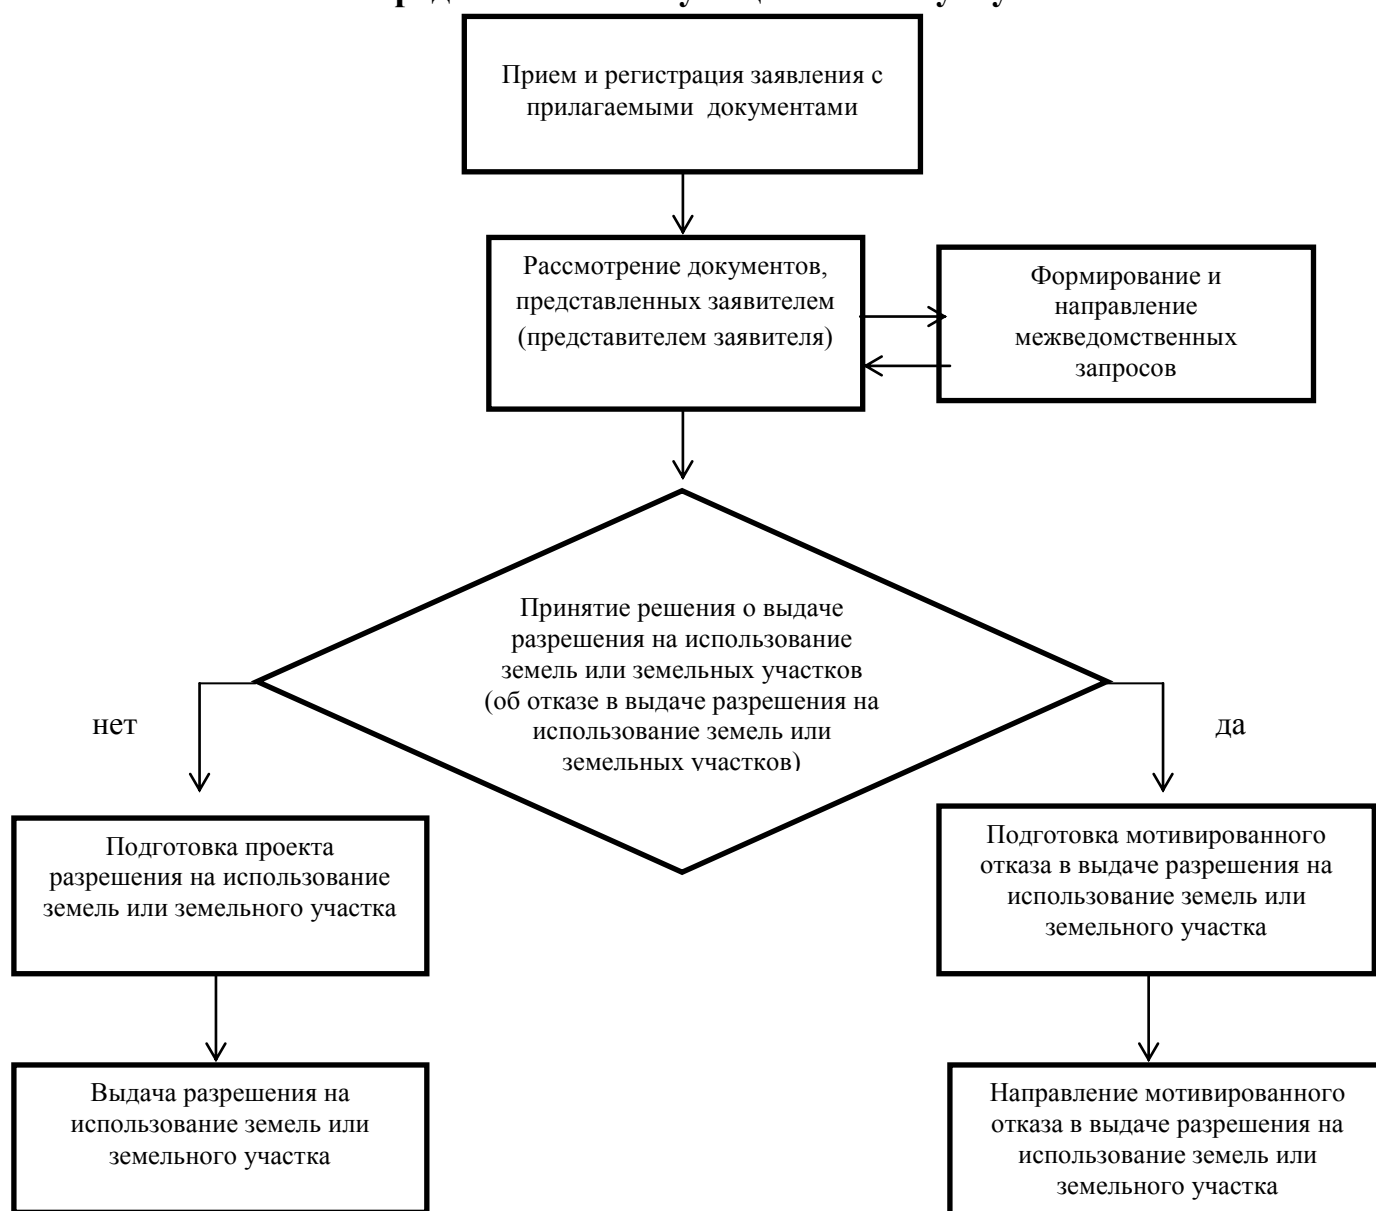 Прием и регистрация заявления с
прилагаемыми документами
Рассмотрение документов,
представленных заявителем
(представителем заявителя)
Формирование и
направление
межведомственных
запросов
Принятие решения о выдаче
разрешения на использование
земель или земельных участков
(об отказе в выдаче разрешения на
использование земель или
земельных участков)
нет
да
Подготовка проекта
разрешения на использование
земель или земельного участка
Подготовка мотивированного
отказа в выдаче разрешения на
использование земель или
земельного участка
Выдача разрешения на
использование земель или
земельного участка
Направление мотивированного
отказа в выдаче разрешения на
использование земель или
земельного участка